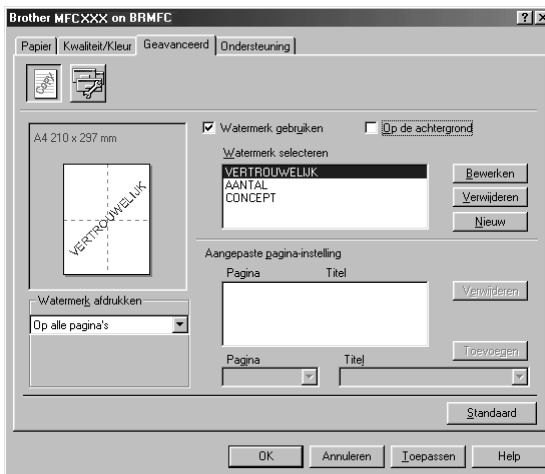 Brother MFCXXX on BRMFC
Papier Kwaliteit/Kleur Geavanceerd Ondersteuning
COPY
A4 210 x 297 mm
VERTROUWELIJK
Watermerk afdrukken
Op alle pagina's
Watermerk gebruiken Op de achtergrond
Watermerk selecteren
VERTROUWELIJK
AANTAL
CONCEPT
Bewerken
Verwijderen
Nieuw
Aangepaste pagina-instelling
Pagina Titel
Verwijderen
Toevoegen
Pagina Titel
Standaard
OK Annuleren Toepassen Help